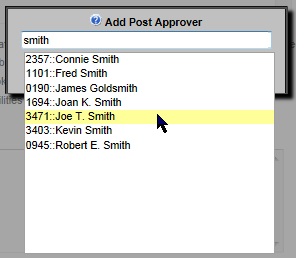 Add Post Approver
smith
2357::Connie Smith
1101::Fred Smith
0190::James Goldsmith
1694::Joan K. Smith
3471::Joe T. Smith
3403::Kevin Smith
0945::Robert E. Smith